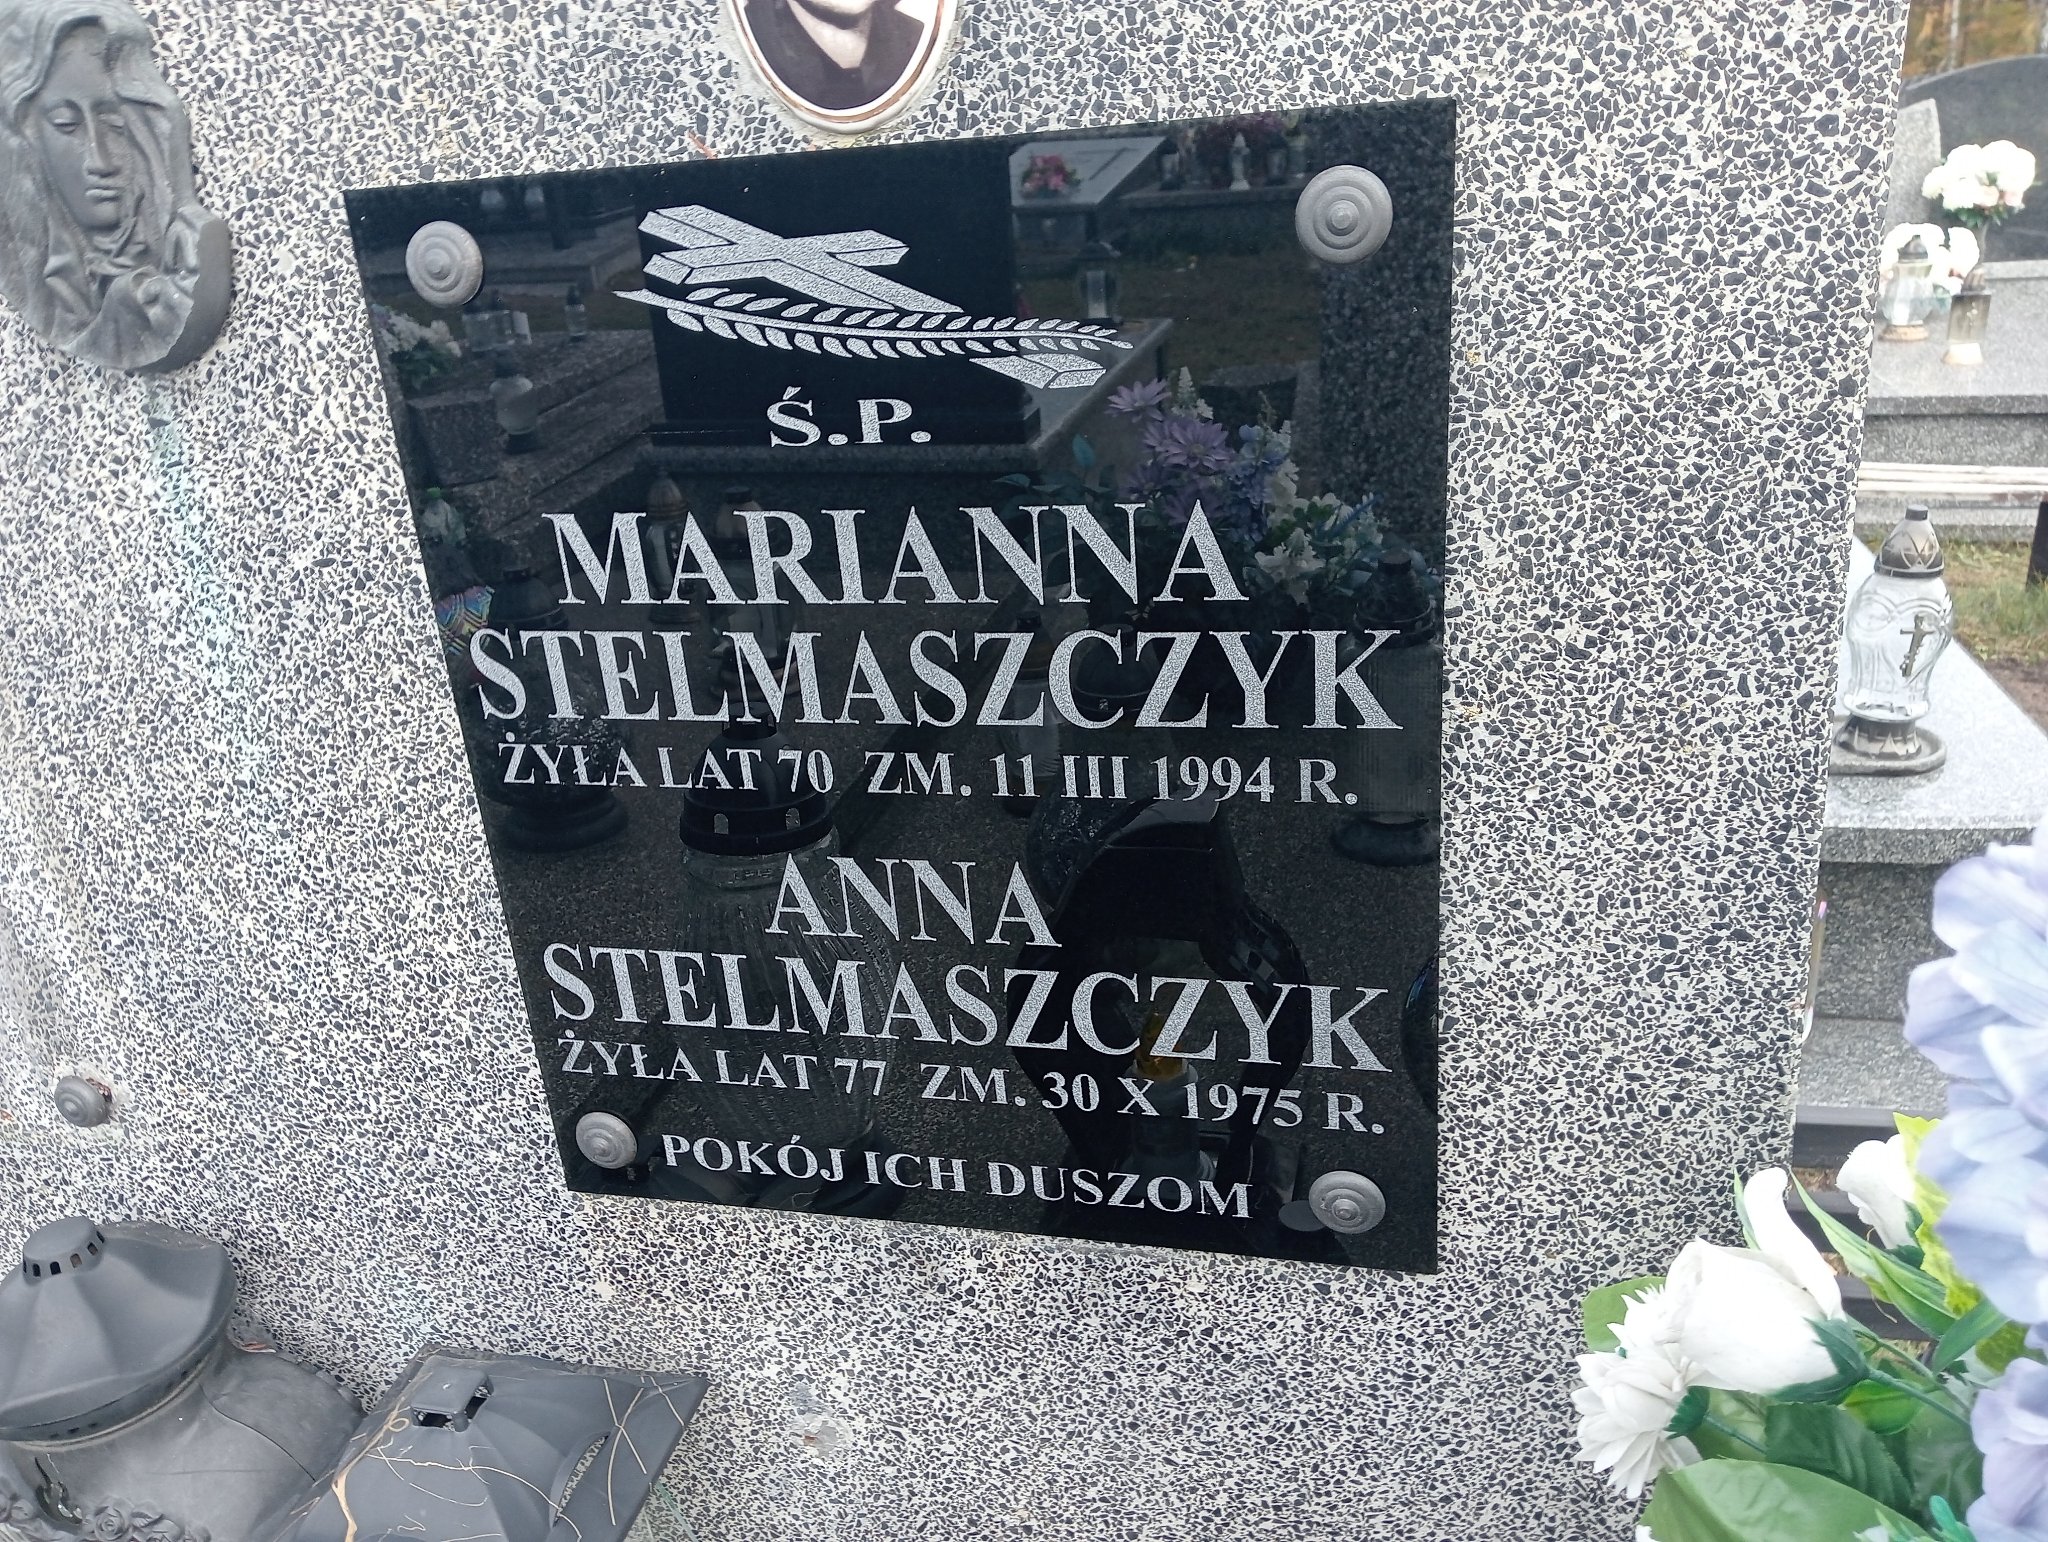 Ś.P.
MARIANNA
STELMASZCZYK
ŻYŁA LAT 70 ZM. 11 III 1994 R.
ANNA
STELMASZCZYK
ŻYŁA LAT 77 ZM. 30 X 1975 R.
POKÓJ ICH DUSZOM